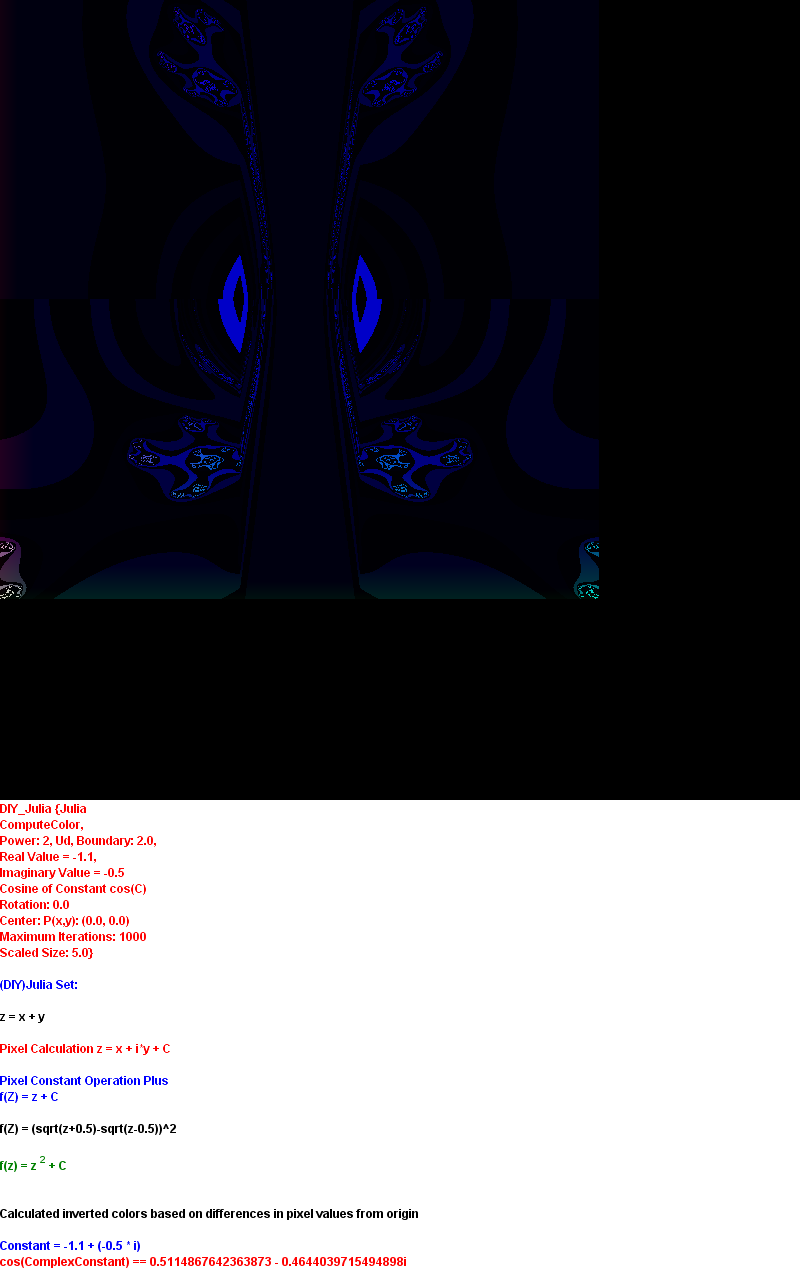 DIY_Julia {Julia
ComputeColor,
Power: 2, Ud, Boundary: 2.0,
Real Value = -1.1,
Imaginary Value = -0.5
Cosine of Constant cos(C)
Rotation: 0.0
Center: P(x,y): (0.0, 0.0)
Maximum Iterations: 1000
Scaled Size: 5.0}
(DIY)Julia Set:
z = x + y
Pixel Calculation z = x + i*y + C
Pixel Constant Operation Plus
f(Z) = z + C
f(Z) = (sqrt(z+0.5)-sqrt(z-0.5))^2
f(z) = z 2 + C
Calculated inverted colors based on differences in pixel values from origin
Constant = -1.1 + (-0.5 * i)
cos(ComplexConstant) == 0.5114867642363873 - 0.4644039715494898i